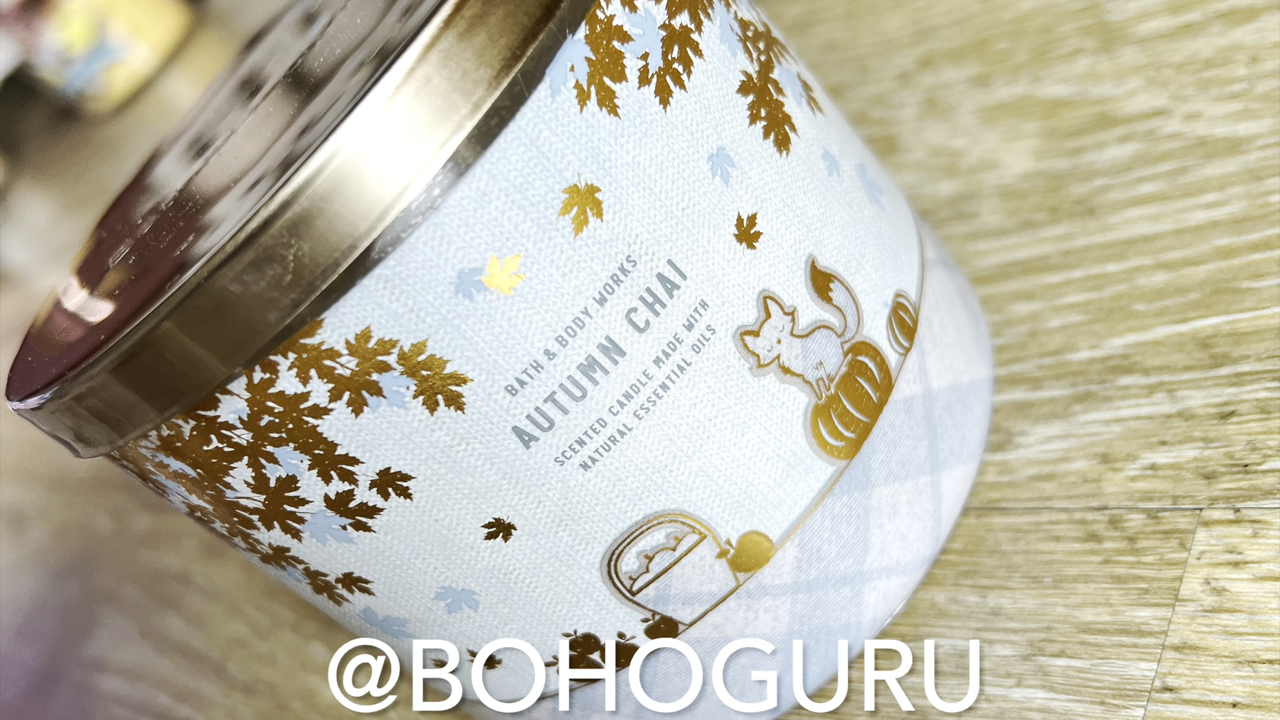 BATH & BODY WORKS
AUTUMN CHAI
SCENTED CANDLE MADE WITH
NATURAL ESSENTIAL OILS
@BOHOGURU